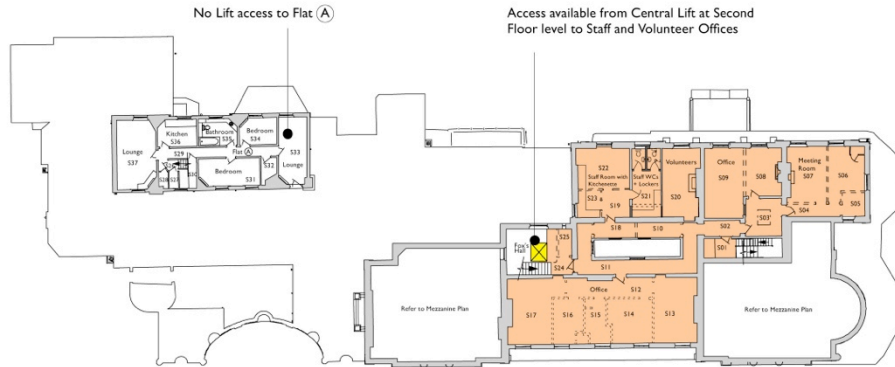 No Lift access to Flat A
Access available from Central Lift at Second
Floor level to Staff and Volunteer Offices
Kitchen
S36
Bathroom
S35
Bedroom
S34
S33
Lounge
S37
S29
Flat A
S32
Lounge
Bedroom
S31
S22
Staff Room with
Kitchenette
S23
S19
Staff WCs
+ Lockers
S21
Volunteers
S20
Office
S09
S08
Meeting
Room
S07
S06
S05
S04
S03
S02
S01
S18
S10
S11
Fox's
Hall
S25
S24
Office
S12
S17
S16
S15
S14
S13
Refer to Mezzanine Plan
Refer to Mezzanine Plan